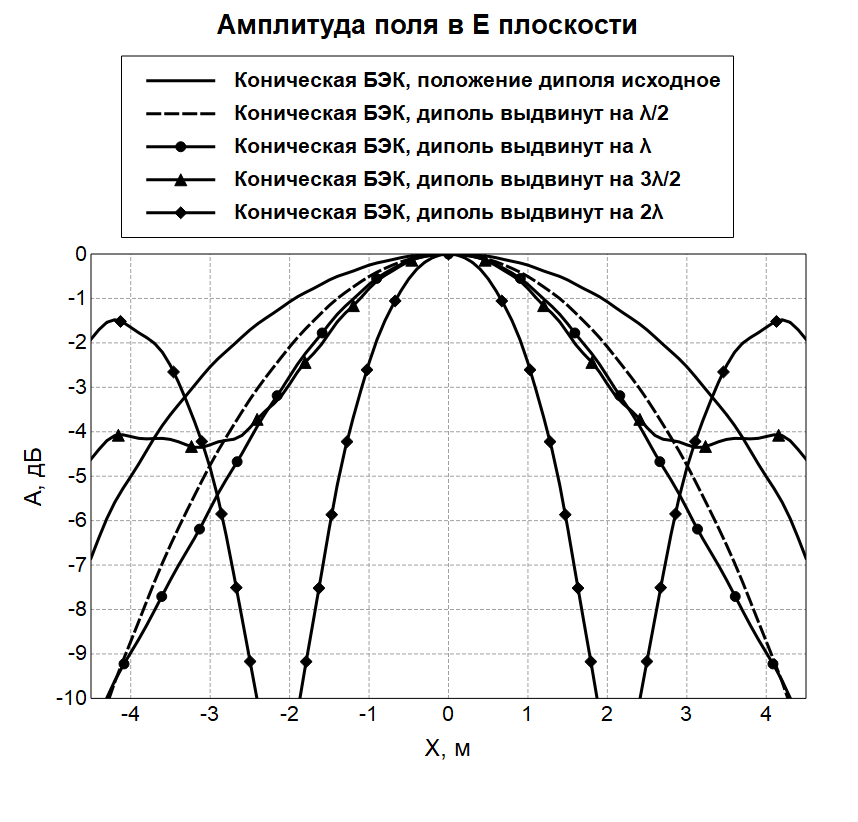 Амплитуда поля в Е плоскости
Коническая БЭК, положение диполя исходное
Коническая БЭК, диполь выдвинут на λ/2
Коническая БЭК, диполь выдвинут на λ
Коническая БЭК, диполь выдвинут на 3λ/2
Коническая БЭК, диполь выдвинут на 2λ
0
-1
-2
-3
-4
-5
-6
-7
-8
-9
-10
А, дБ
-4 -3 -2 -1 0 1 2 3 4
Х, м